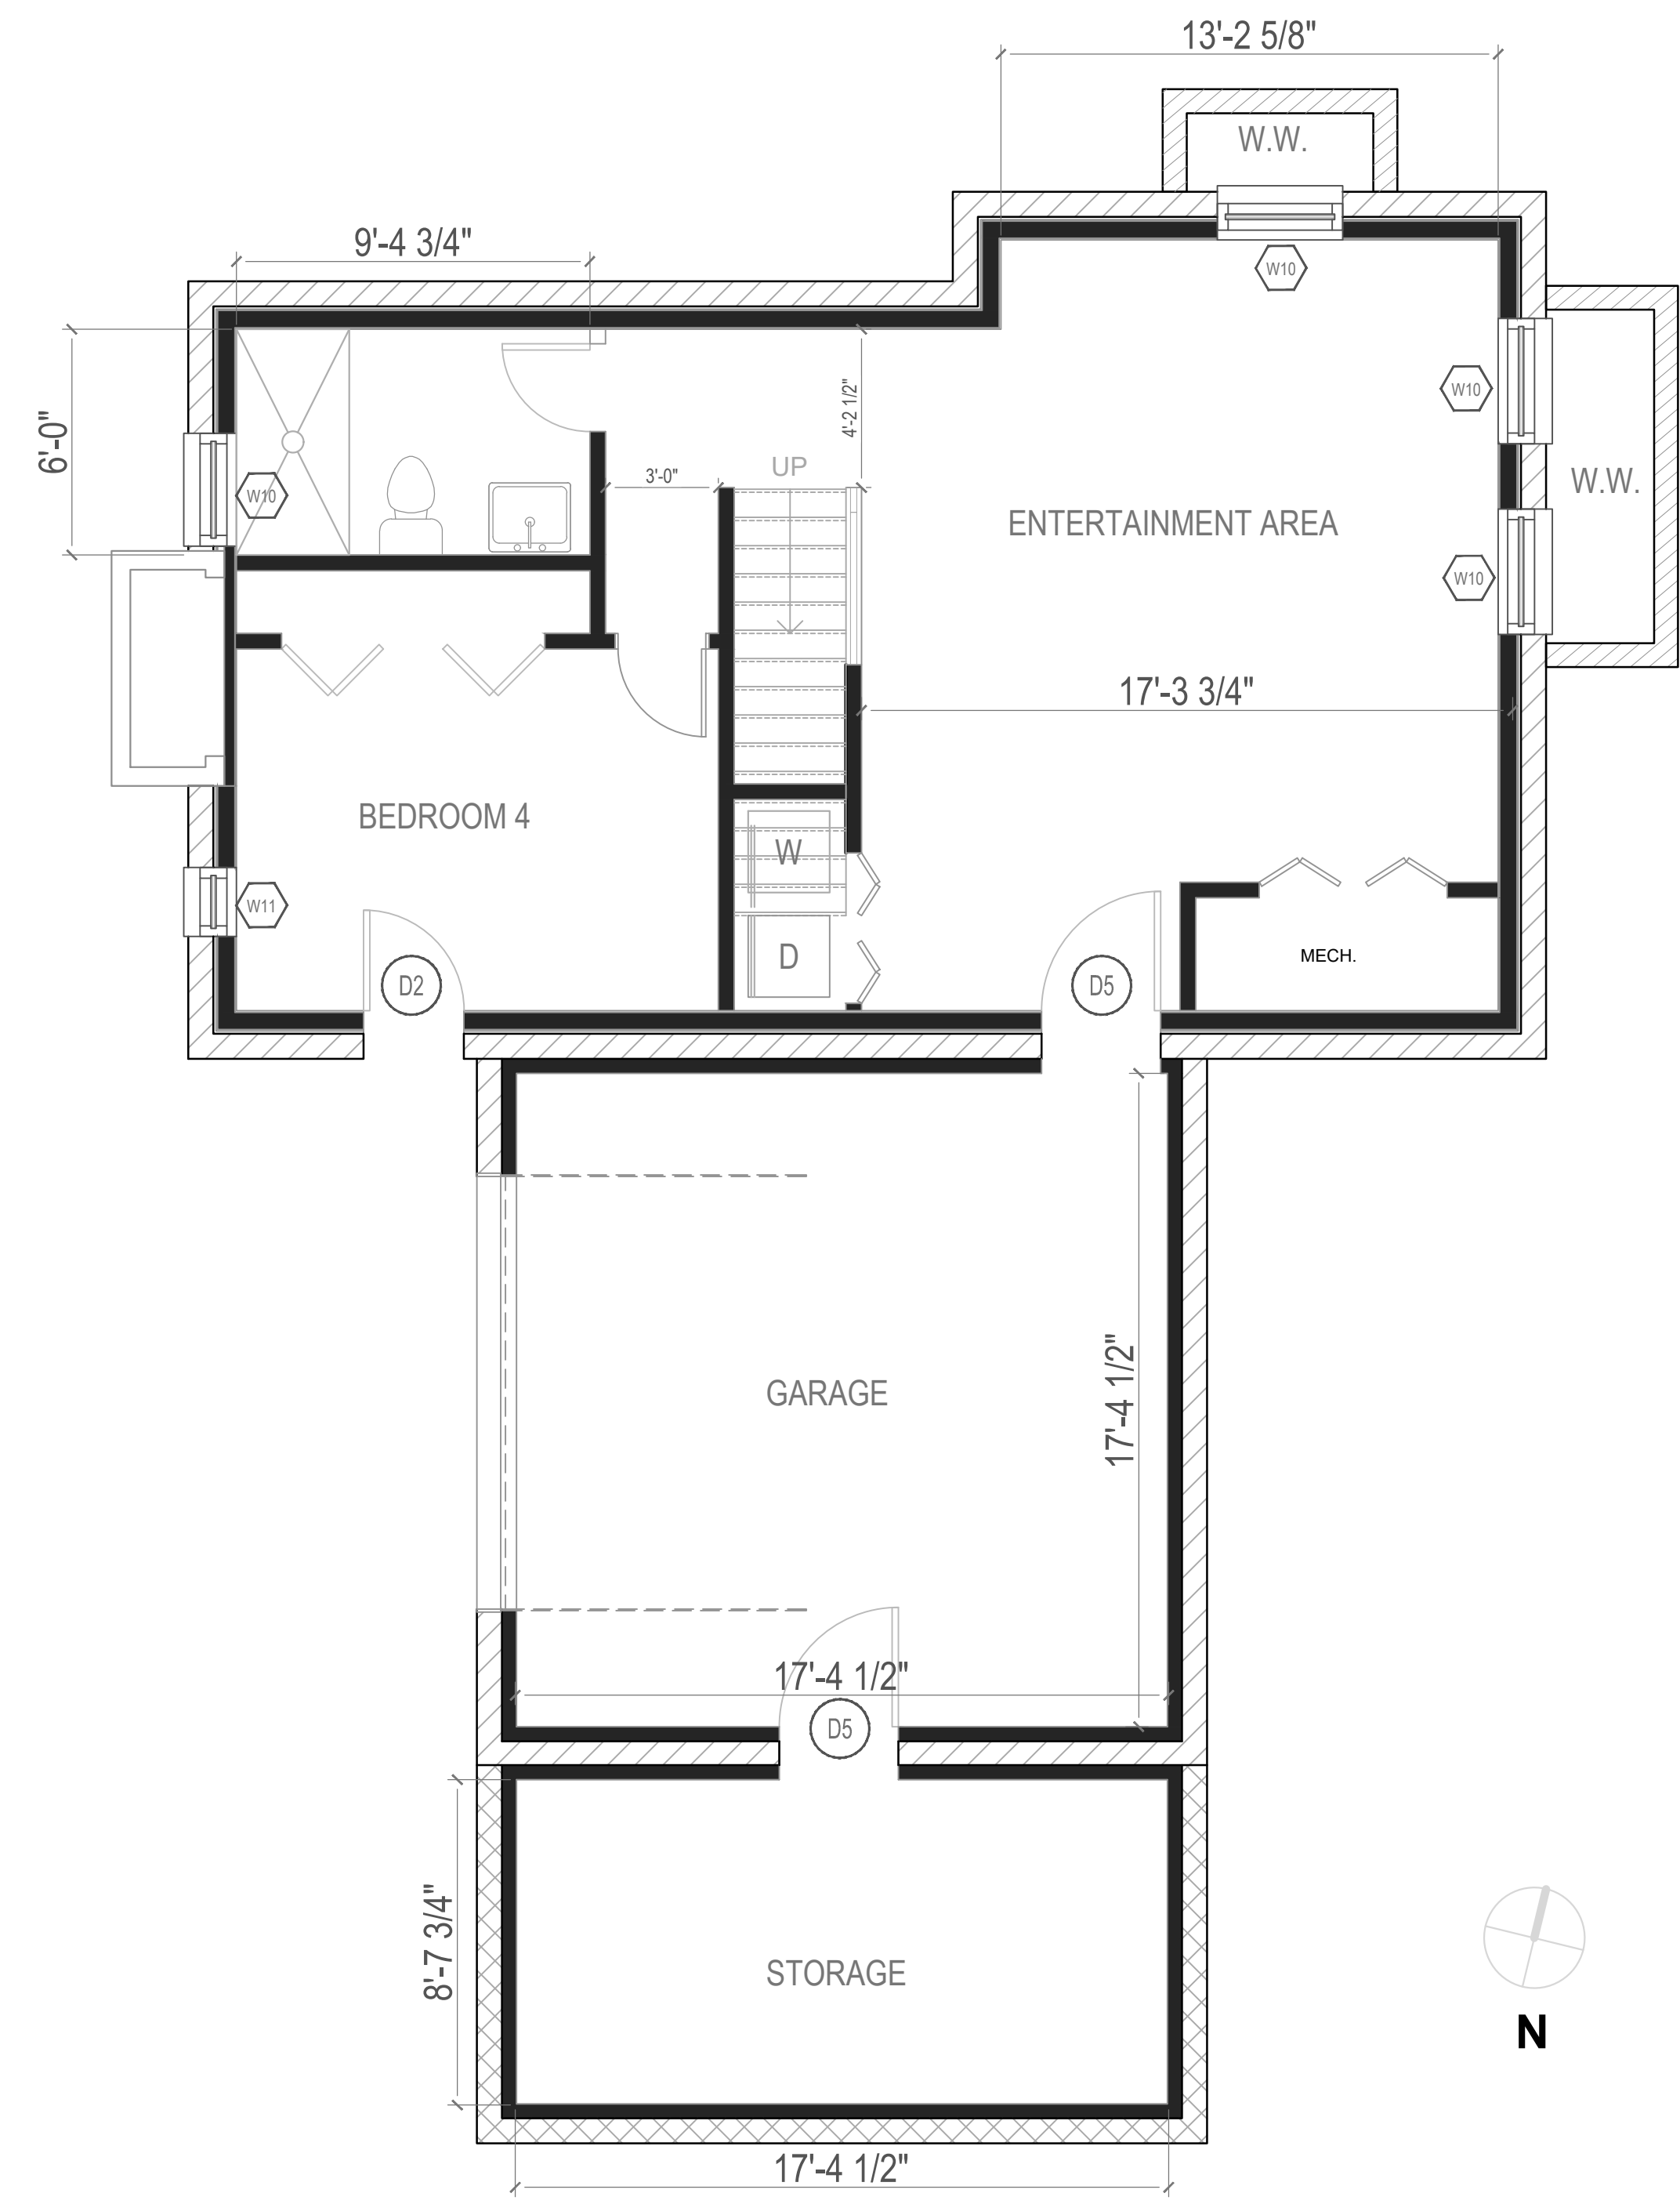 13'-2 5/8"
W.W.
9'-4 3/4"
W10
6'-0"
4'-2 1/2"
W10
UP
3'-0"
W10
W.W.
ENTERTAINMENT AREA
W10
17'-3 3/4"
BEDROOM 4
W
W11
D
MECH.
D2
D5
17'-4 1/2"
GARAGE
17'-4 1/2"
D5
8'-7 3/4"
STORAGE
N
17'-4 1/2"